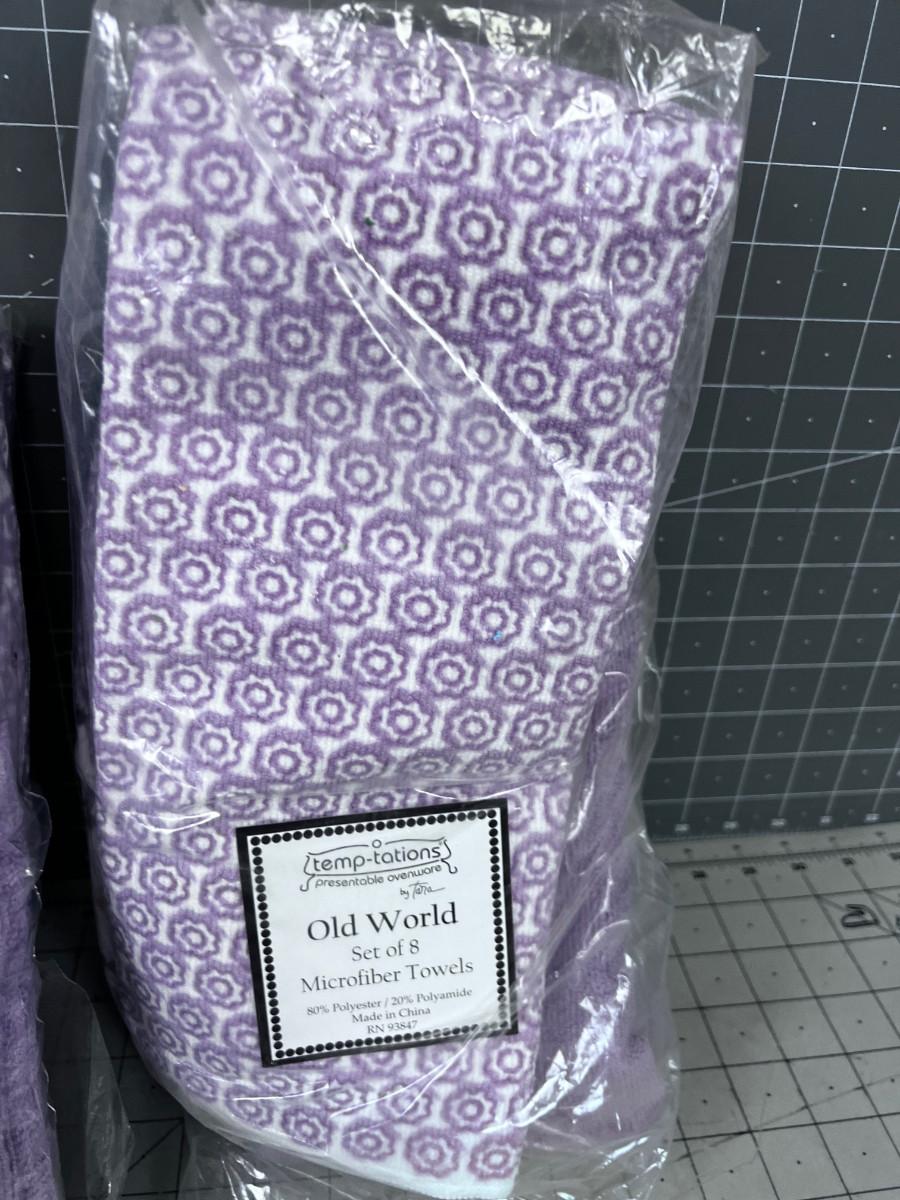 temp-tations
presentable ovenware
by Tara
Old World
Set of 8
Microfiber Towels
80% Polyester / 20% Polyamide
Made in China
RN 93847